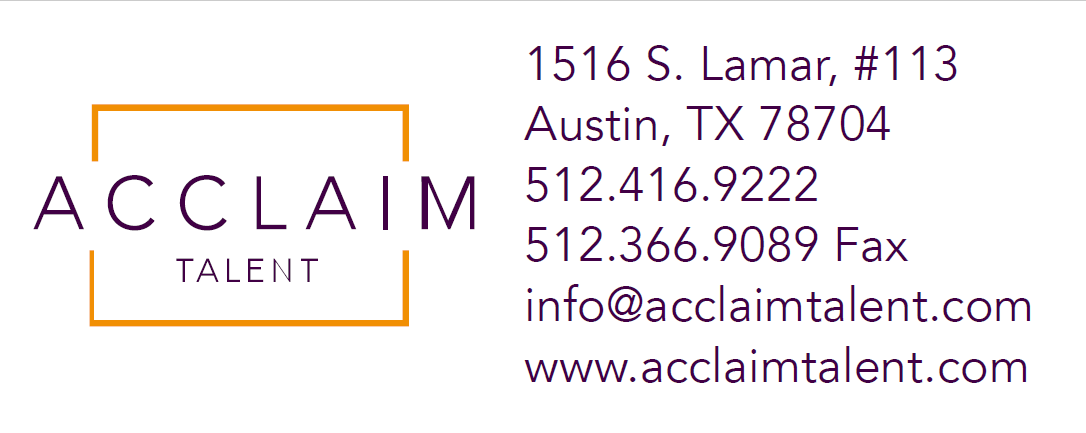 ACCLAIM
TALENT
1516 S. Lamar, #113
Austin, TX 78704
512.416.9222
512.366.9089 Fax
info@acclaimtalent.com
www.acclaimtalent.com